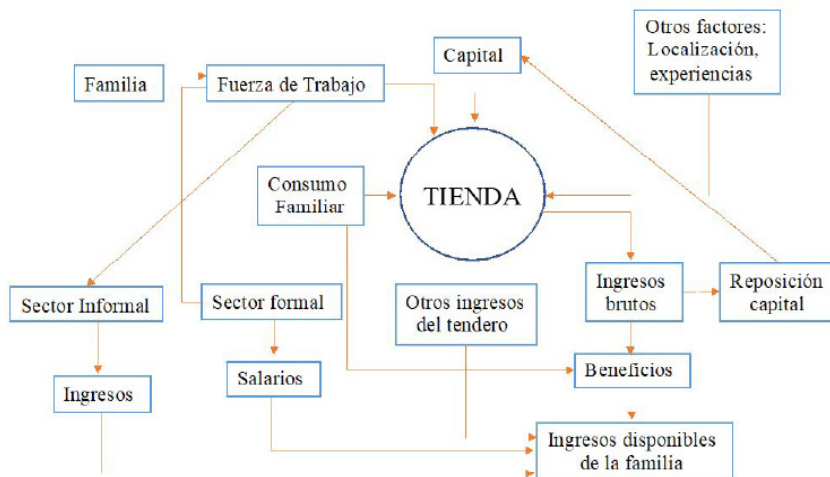 Otros factores:
Localización,
experiencias
Capital
Familia
Fuerza de Trabajo
Consumo
Familiar
TIENDA
Sector Informal
Sector formal
Otros ingresos
del tendero
Ingresos
brutos
Reposición
capital
Ingresos
Salarios
Beneficios
Ingresos disponibles
de la familia